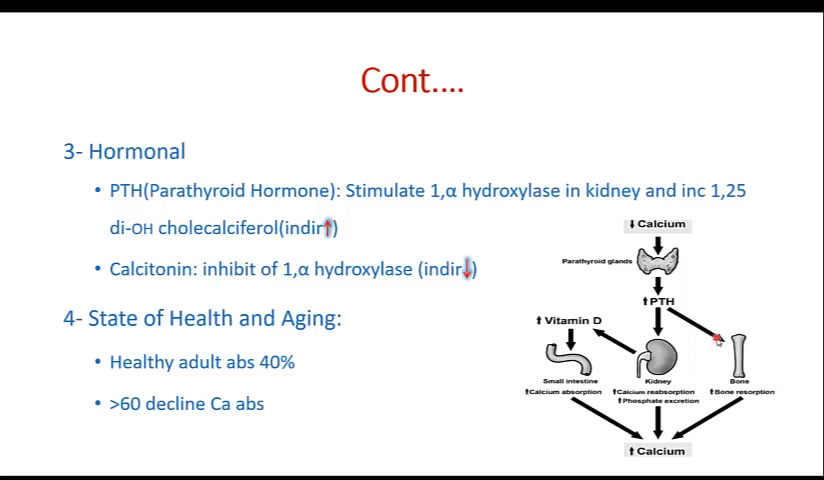 Cont....
3- Hormonal
• PTH(Parathyroid Hormone): Stimulate 1,α hydroxylase in kidney and inc 1,25
di-OH cholecalciferol(indir↑)
• Calcitonin: inhibit of 1,α hydroxylase (indir↓)
4- State of Health and Aging:
• Healthy adult abs 40%
• >60 decline Ca abs
↓ Calcium
Parathyroid glands
↑ PTH
↑ Vitamin D
Small intestine
↑Calcium absorption
Kidney
↑Calcium reabsorption
↑Phosphate excretion
Bone
↑Bone resorption
↑ Calcium